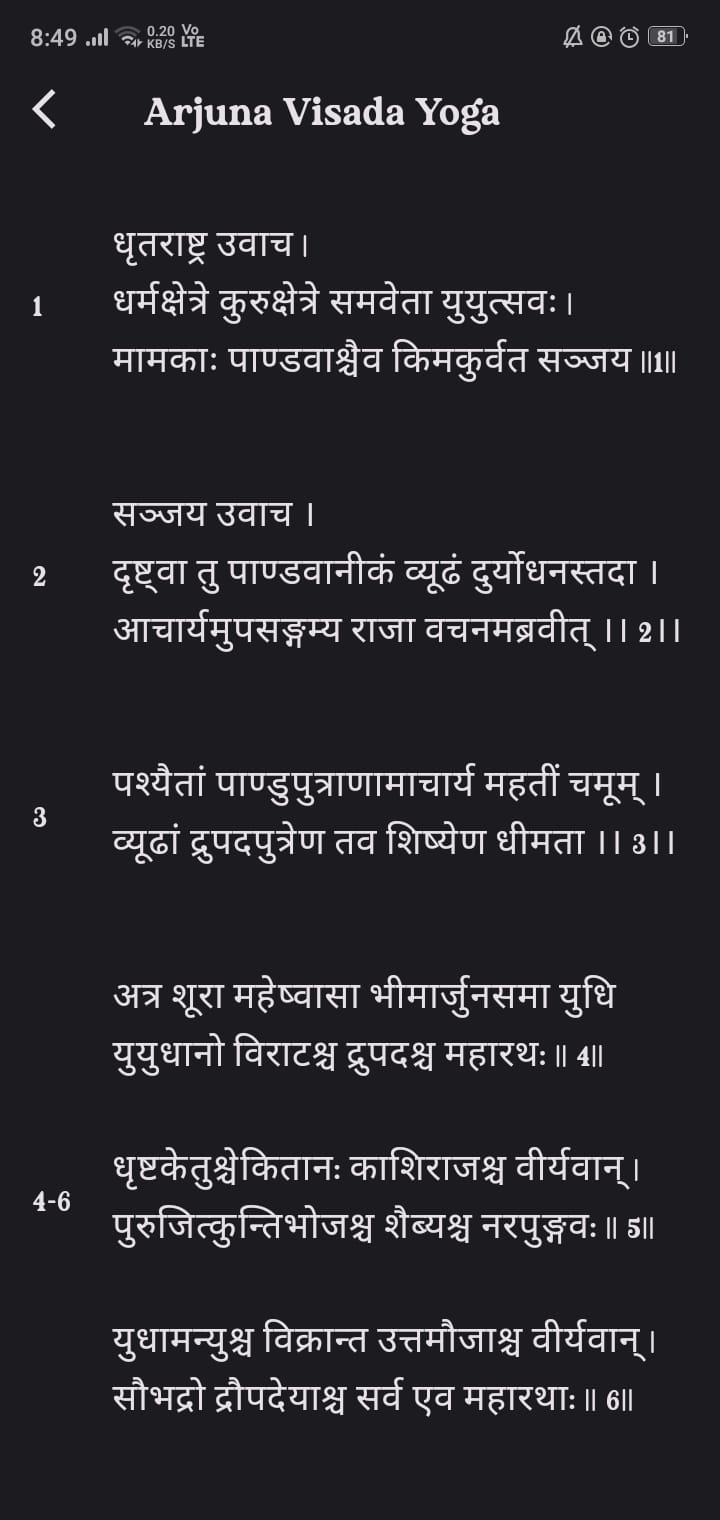 8:49 0.20 KB/S Vo LTE 81
Arjuna Visada Yoga
धृतराष्ट्र उवाच।
1 धर्मक्षेत्रे कुरुक्षेत्रे समवेता युयुत्सवः।
मामकाः पाण्डवाश्चैव किमकुर्वत सञ्जय॥1॥
सञ्जय उवाच ।
2 दृष्ट्वा तु पाण्डवानीकं व्यूढं दुर्योधनस्तदा ।
आचार्यमुपसङ्गम्य राजा वचनमब्रवीत् ।। 2।।
पश्यैतां पाण्डुपुत्राणामाचार्य महतीं चमूम् ।
3
व्यूढां द्रुपदपुत्रेण तव शिष्येण धीमता ।। 3।।
अत्र शूरा महेष्वासा भीमार्जुनसमा युधि
युयुधानो विराटश्च द्रुपदश्च महारथः॥ 4॥
धृष्टकेतुश्चेकितानः काशिराजश्च वीर्यवान्।
4-6
पुरुजित्कुन्तिभोजश्च शैब्यश्च नरपुङ्गवः॥ 5॥
युधामन्युश्च विक्रान्त उत्तमौजाश्च वीर्यवान्।
सौभद्रो द्रौपदेयाश्च सर्व एव महारथाः॥ 6॥